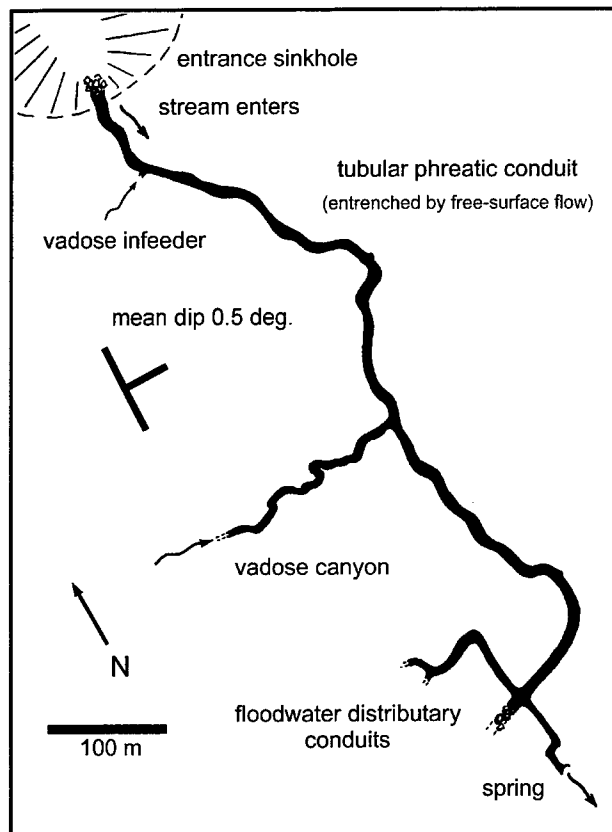 entrance sinkhole
stream enters
tubular phreatic conduit
(entrenched by free-surface flow)
vadose infeeder
mean dip 0.5 deg.
vadose canyon
N
floodwater distributary
conduits
100 m
spring